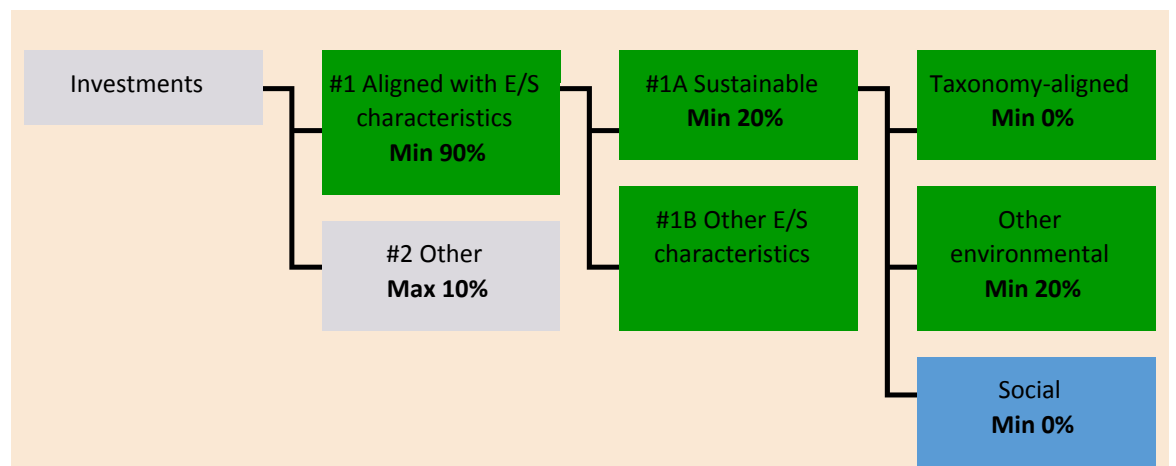 Investments
#1 Aligned with E/S
characteristics
Min 90%
#2 Other
Max 10%
#1A Sustainable
Min 20%
#1B Other E/S
characteristics
Taxonomy-aligned
Min 0%
Other
environmental
Min 20%
Social
Min 0%